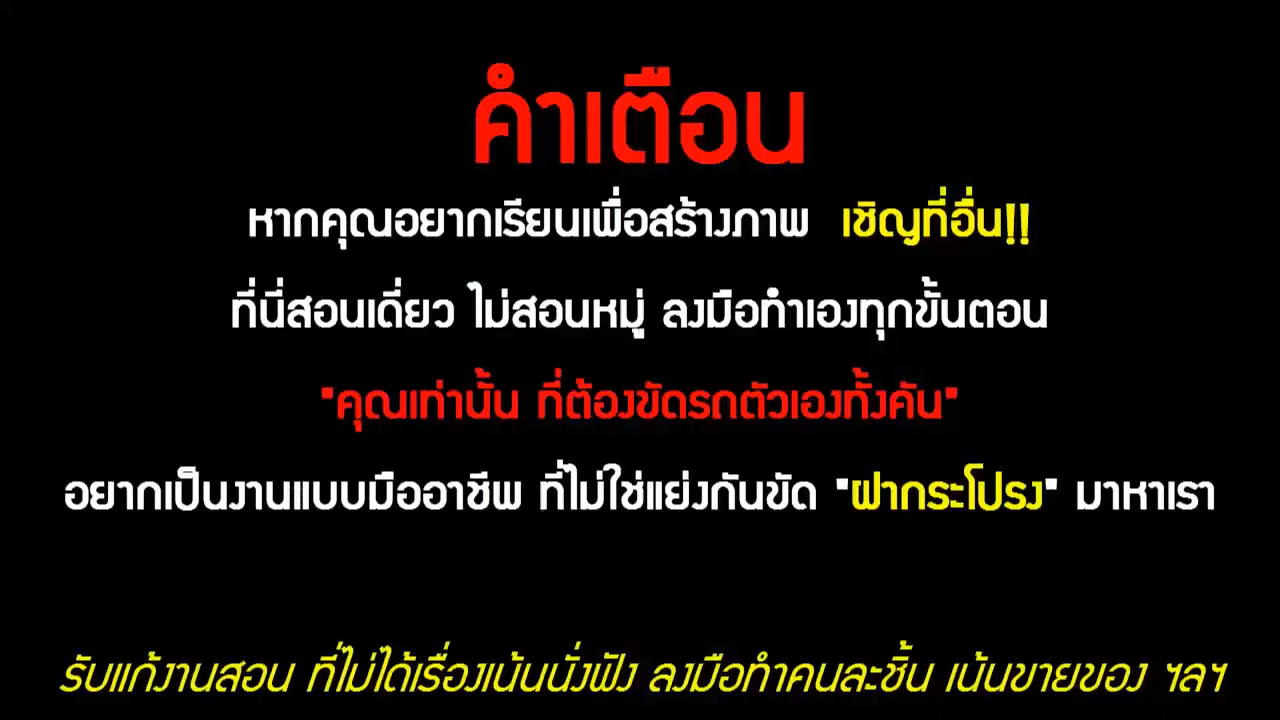 คำเตือน
หากคุณอยากเรียนเพื่อสร้างภาพ เชิญที่อื่น!!
ที่นี่สอนเดี่ยว ไม่สอนหมู่ ลงมือทำเองทุกขั้นตอน
"คุณเท่านั้น ที่ต้องขัดรถตัวเองทั้งคัน"
อยากเป็นงานแบบมืออาชีพ ที่ไม่ใช่แย่งกันขัด "ฝากระโปรง" มาหาเรา
รับแก้งานสอน ที่ไม่ได้เรื่องเน้นนั่งฟัง ลงมือทำคนละชิ้น เน้นขายของ ฯลฯ